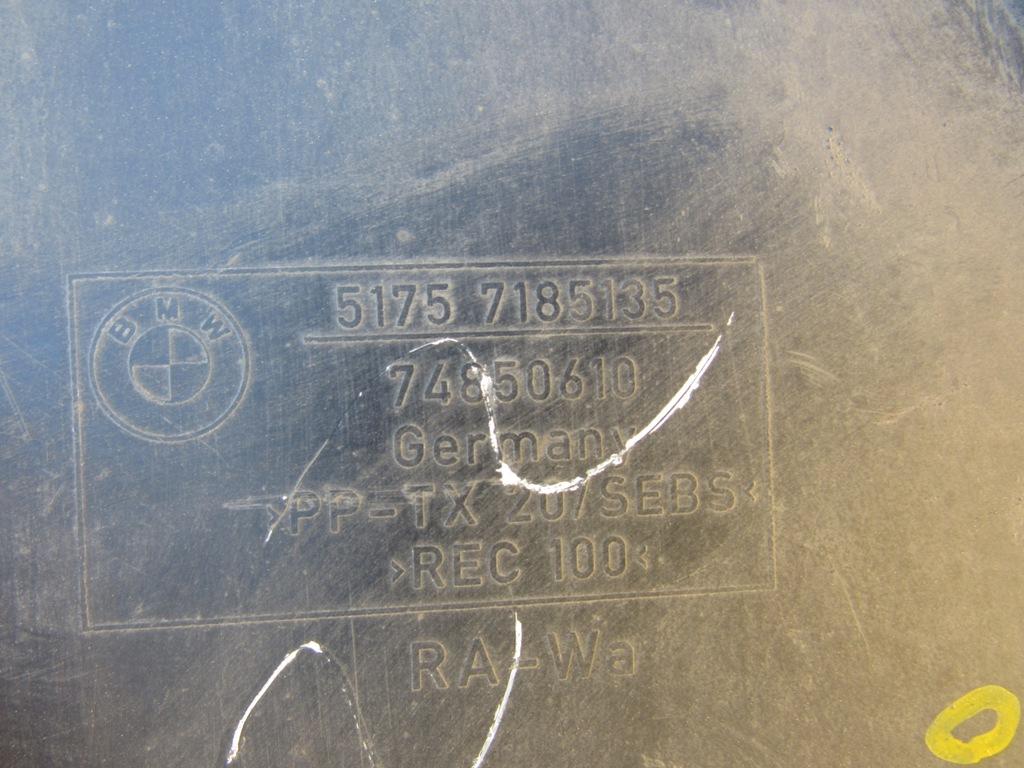 BMW
5175 7185135
74850610
Germany
>PP-TX 20/SEBS<
>REC 100<
RA-Wa